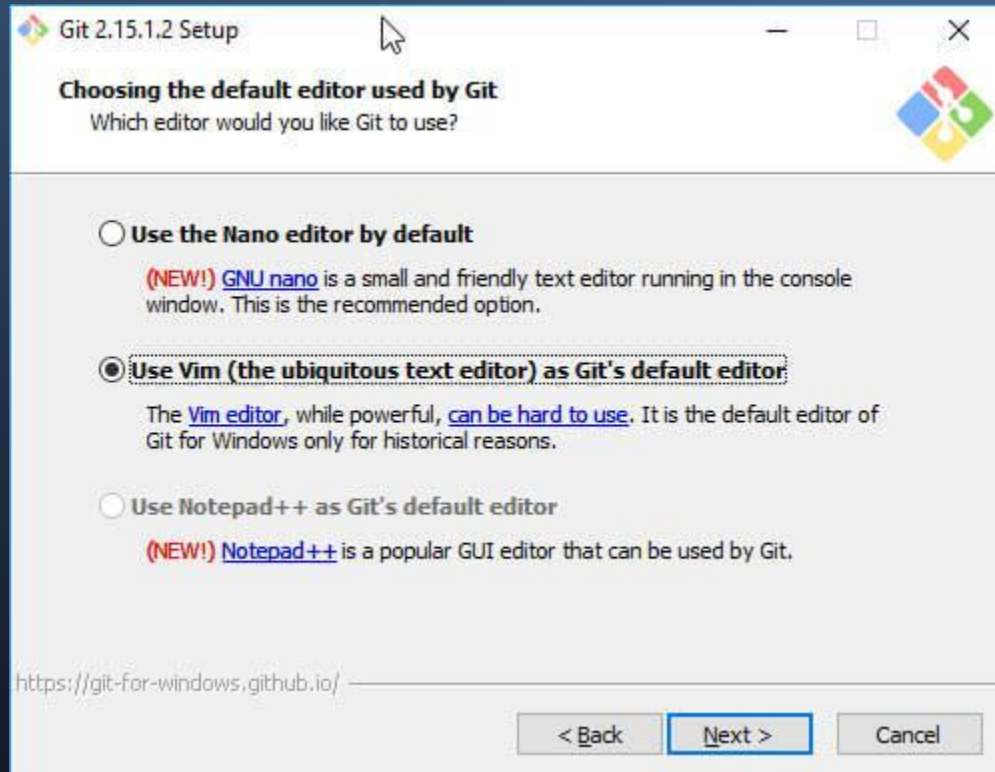 Git 2.15.1.2 Setup
Choosing the default editor used by Git
Which editor would you like Git to use?
Use the Nano editor by default
(NEW!) GNU nano is a small and friendly text editor running in the console
window. This is the recommended option.
Use Vim (the ubiquitous text editor) as Git's default editor
The Vim editor, while powerful, can be hard to use. It is the default editor of
Git for Windows only for historical reasons.
Use Notepad++ as Git's default editor
(NEW!) Notepad++ is a popular GUI editor that can be used by Git.
https://git-for-windows.github.io/
< Back Next > Cancel